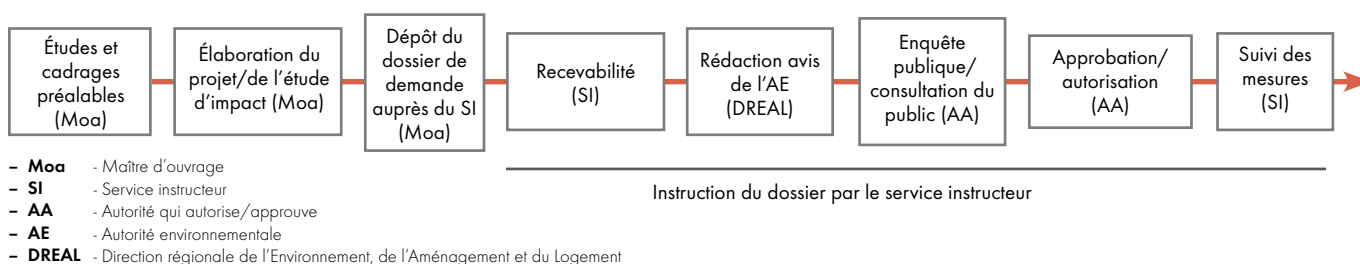 Études et
cadrages
préalables
(Moa)
Élaboration du
projet/de l’étude
d’impact (Moa)
Dépôt du
dossier de
demande
auprès du SI
(Moa)
Recevabilité
(SI)
Rédaction avis
de l’AE
(DREAL)
Enquête
publique/
consultation du
public (AA)
Approbation/
autorisation
(AA)
Suivi des
mesures
(SI)
Instruction du dossier par le service instructeur
– Moa - Maître d’ouvrage
– SI - Service instructeur
– AA - Autorité qui autorise/approuve
– AE - Autorité environnementale
– DREAL - Direction régionale de l’Environnement, de l’Aménagement et du Logement